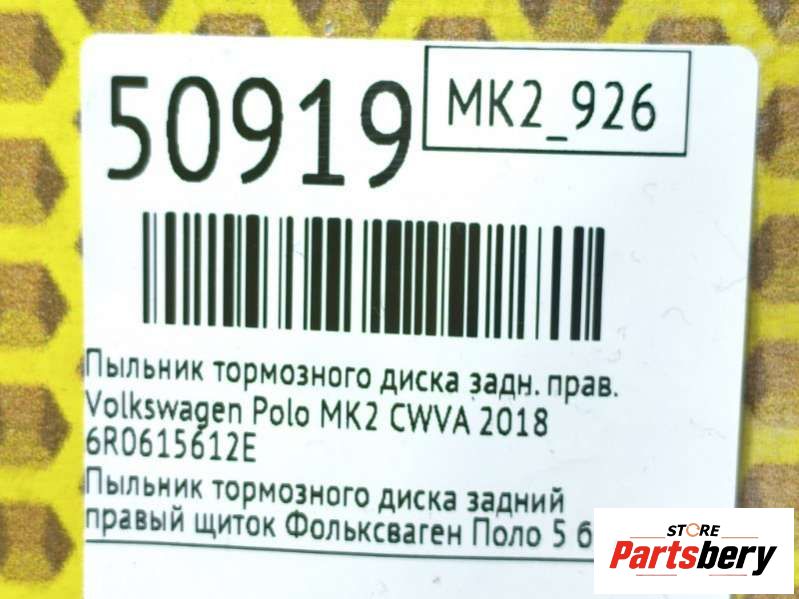 50919
MK2_926
Пыльник тормозного диска задн. прав.
Volkswagen Polo MK2 CWVA 2018
6R0615612E
Пыльник тормозного диска задний
правый щиток Фольксваген Поло 5 б
STORE
Partsbery